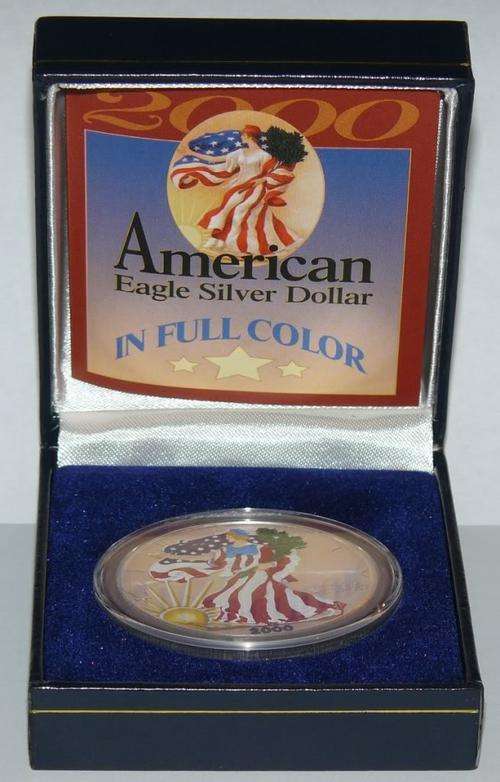 2000
American
Eagle Silver Dollar
IN FULL COLOR
2000